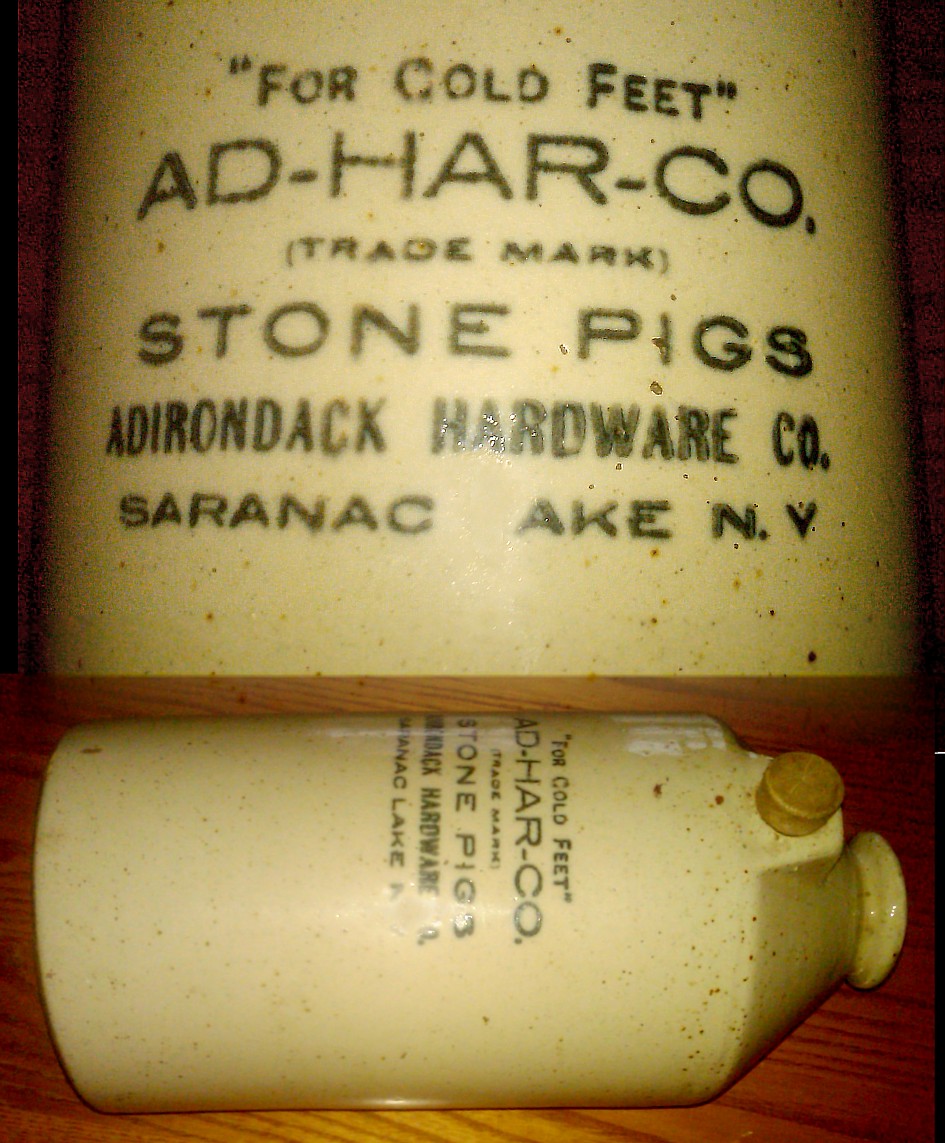 "FOR COLD FEET"
AD-HAR-CO.
(TRADE MARK)
STONE PIGS
ADIRONDACK HARDWARE CO.
SARANAC AKE N. Y
"FOR COLD FEET"
AD-HAR-CO.
(TRADE MARK)
STONE PIGS
HARDWARE
LAKE